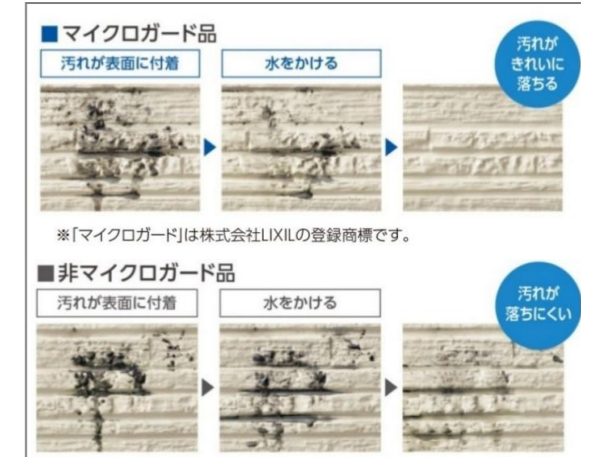 ■マイクロガード品
汚れが表面に付着
水をかける
汚れが
きれいに
落ちる
※「マイクロガード」は株式会社LIXILの登録商標です。
■非マイクロガード品
汚れが表面に付着
水をかける
汚れが
落ちにくい